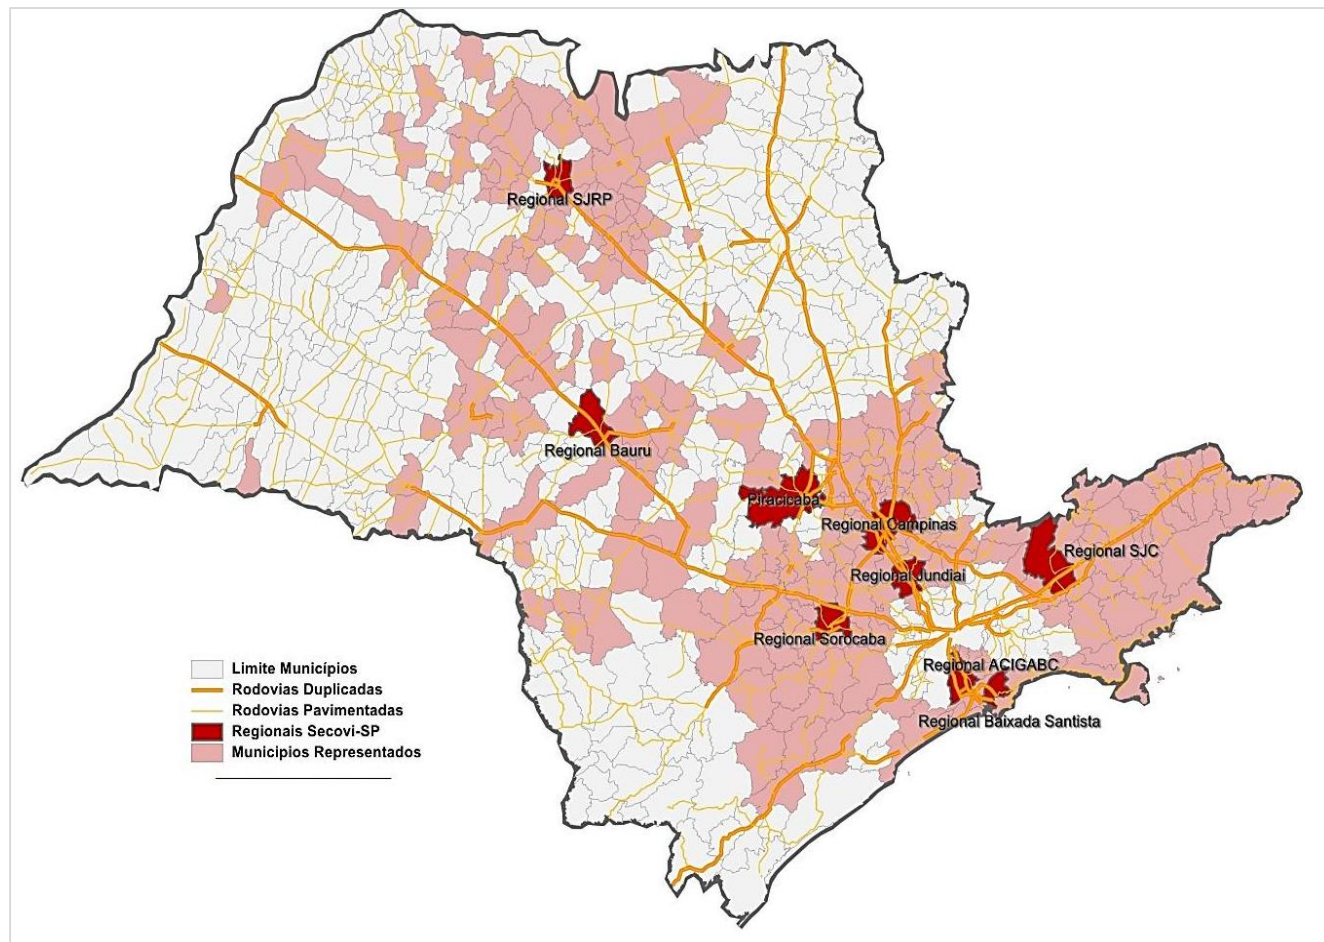 Regional SJRP
Regional Bauru
Piracicaba
Regional Campinas
Regional SJC
Regional Jundiaí
Regional Sorocaba
Regional ACIGABC
Regional Baixada Santista
Limite Municípios
Rodovias Duplicadas
Rodovias Pavimentadas
Regionais Secovi-SP
Municipios Representados